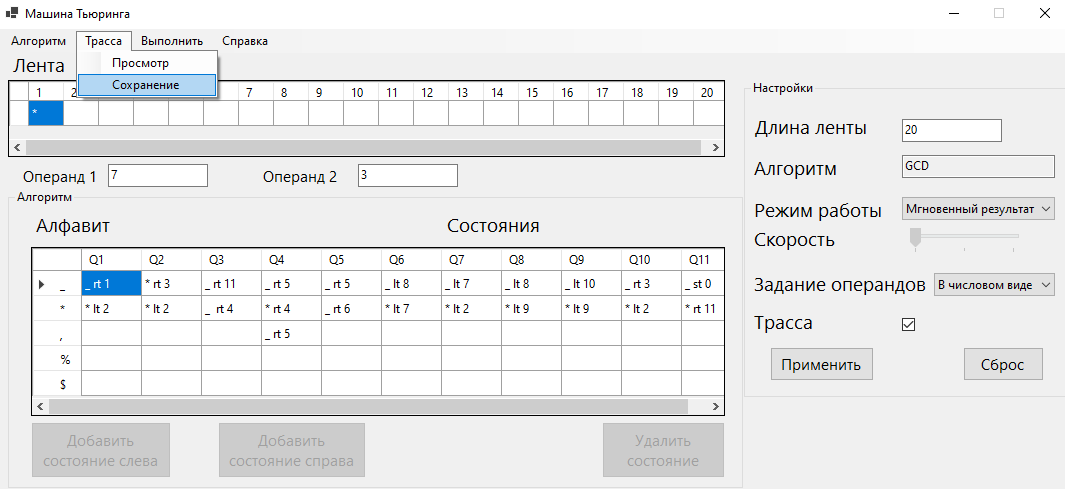 Машина Тьюринга
Алгоритм Трасса Выполнить Справка
Просмотр
Сохранение
Лента
1 2 7 8 9 10 11 12 13 14 15 16 17 18 19 20
*
Операнд 1 7 Операнд 2 3
Алгоритм
Алфавит Состояния
Q1 Q2 Q3 Q4 Q5 Q6 Q7 Q8 Q9 Q10 Q11
_ _ rt 1 * rt 3 _ rt 11 _ rt 5 _ rt 5 _ lt 8 _ lt 7 _ lt 8 _ lt 10 _ rt 3 _ st 0
* * lt 2 * lt 2 _ rt 4 * rt 4 _ rt 6 * lt 7 * lt 2 * lt 9 * lt 9 * lt 2 * rt 11
, _ rt 5
%
$
Добавить состояние слева
Добавить состояние справа
Удалить состояние
Настройки
Длина ленты 20
Алгоритм GCD
Режим работы Мгновенный результат
Скорость
Задание операндов В числовом виде
Трасса
Применить Сброс